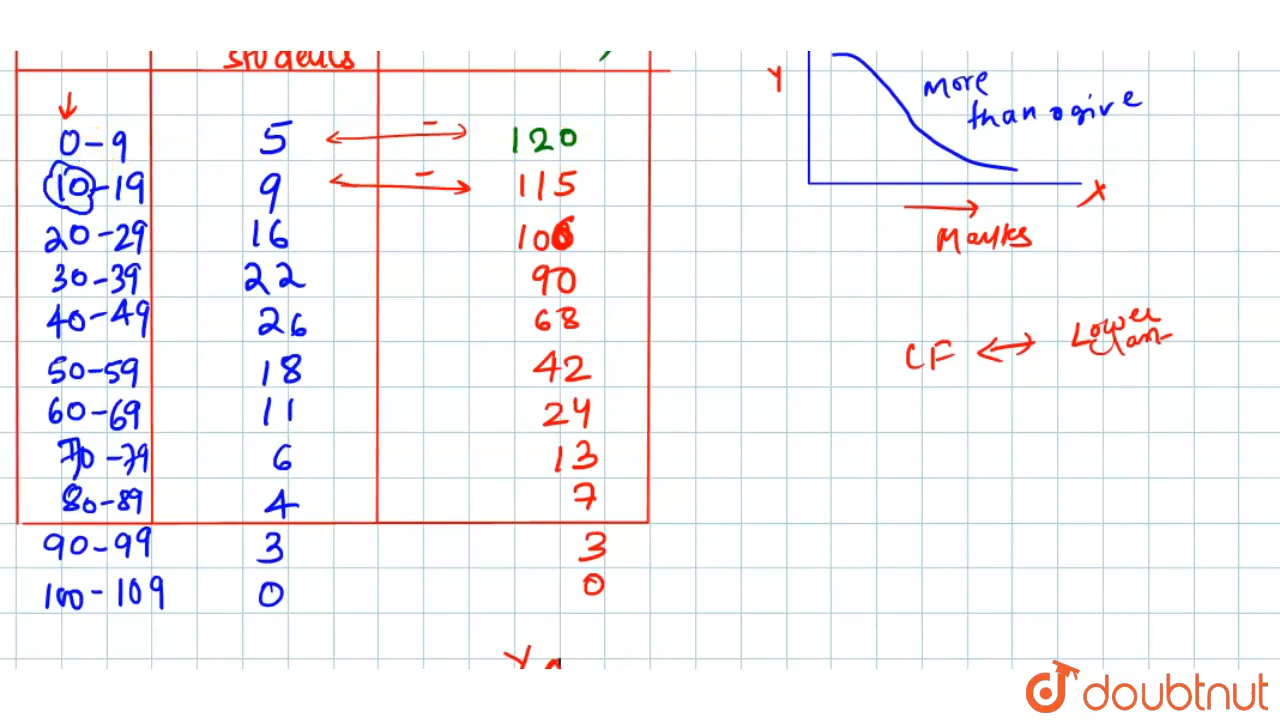 students
0-9 5 - 120
10-19 9 - 115
20-29 16 106
30-39 22 90
40-49 26 68
50-59 18 42
60-69 11 24
70-79 6 13
80-89 4 7
90-99 3 3
100-109 0 0
Y
Y
More
than ogive
X
Marks
CF ↔ Lower
doubtnut